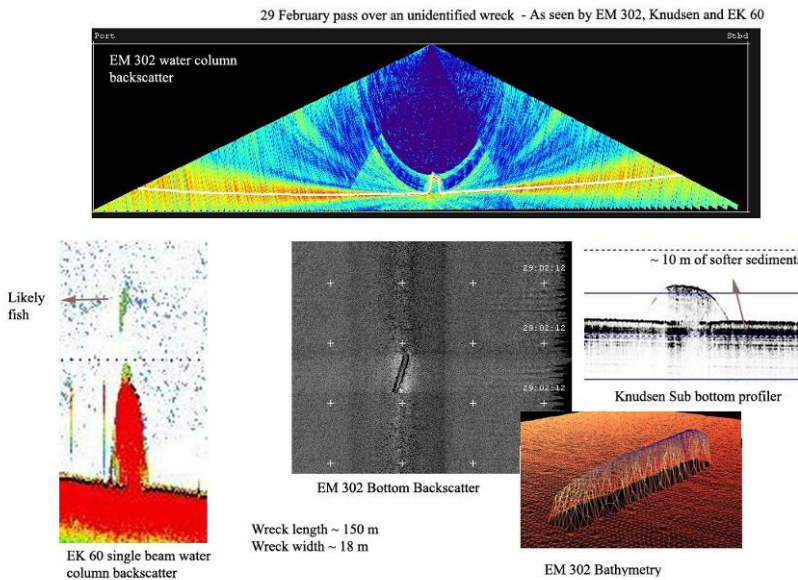 29 February pass over an unidentified wreck - As seen by EM 302, Knudsen and EK 60
Port
Stbd
EM 302 water column
backscatter
Likely
fish
29:02:12
29:02:12
29:02:12
~ 10 m of softer sediments
Knudsen Sub bottom profiler
EM 302 Bottom Backscatter
Wreck length ~ 150 m
Wreck width ~ 18 m
EK 60 single beam water
column backscatter
EM 302 Bathymetry